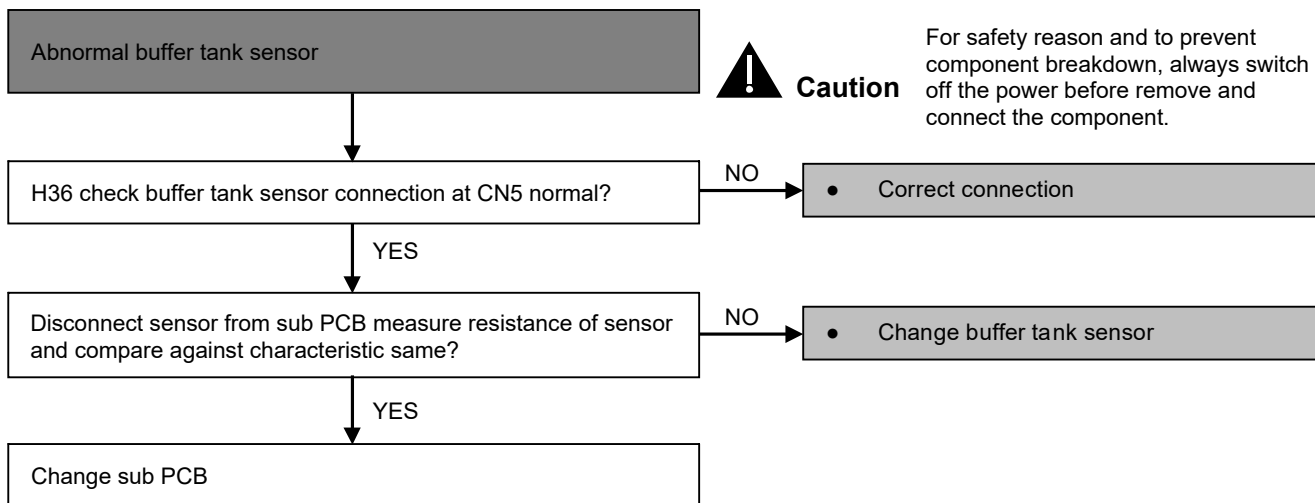 Abnormal buffer tank sensor
Caution
For safety reason and to prevent
component breakdown, always switch
off the power before remove and
connect the component.
H36 check buffer tank sensor connection at CN5 normal?
NO
● Correct connection
YES
Disconnect sensor from sub PCB measure resistance of sensor
and compare against characteristic same?
NO
● Change buffer tank sensor
YES
Change sub PCB